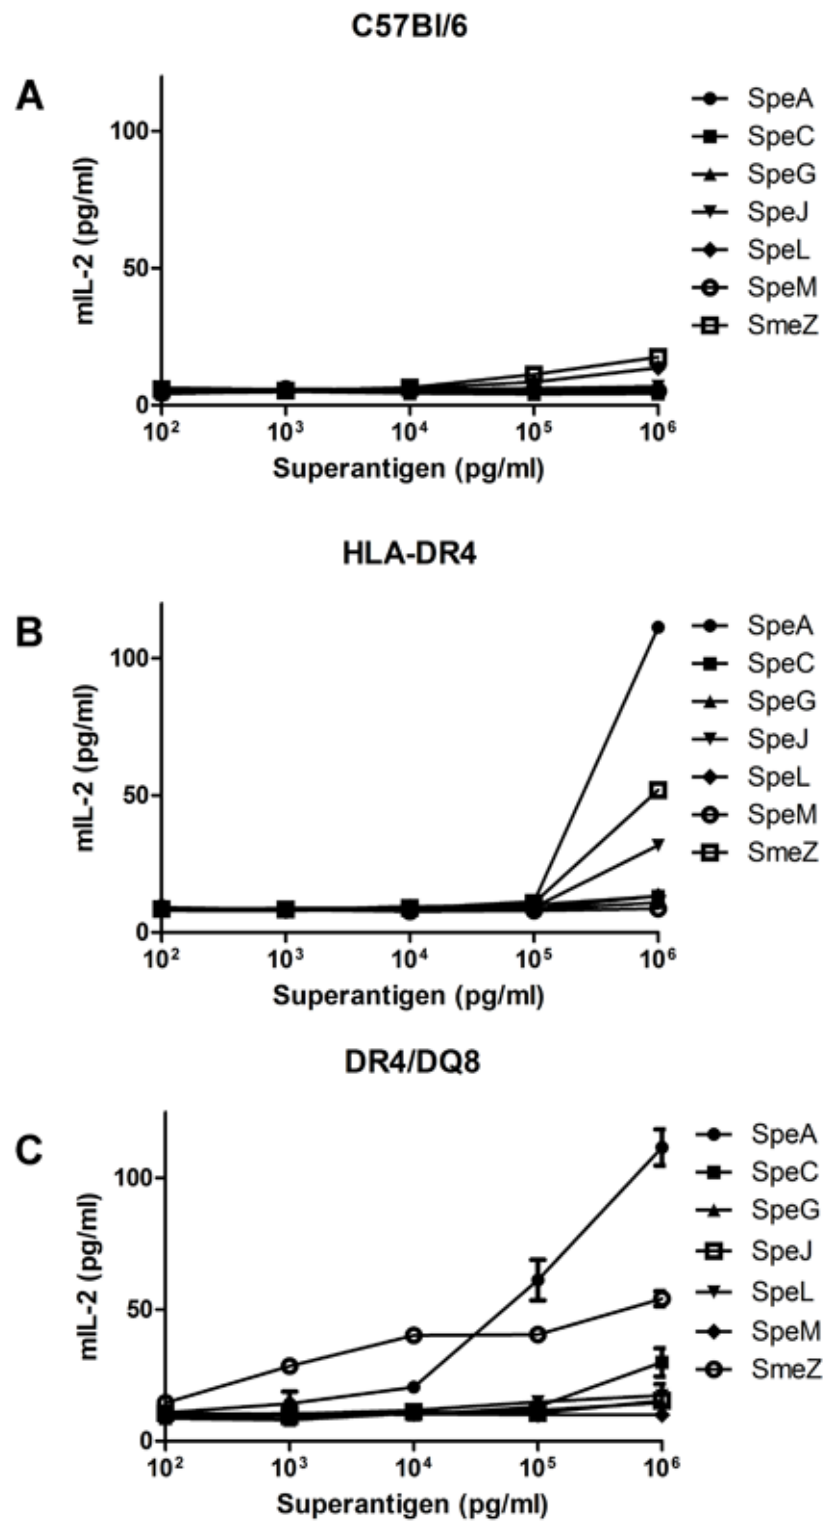 C57Bl/6
A
mIL-2 (pg/ml)
100
50
0
10²
10³
10⁴
10⁵
10⁶
Superantigen (pg/ml)
SpeA
SpeC
SpeG
SpeJ
SpeL
SpeM
SmeZ
HLA-DR4
B
mIL-2 (pg/ml)
100
50
0
10²
10³
10⁴
10⁵
10⁶
Superantigen (pg/ml)
SpeA
SpeC
SpeG
SpeJ
SpeL
SpeM
SmeZ
DR4/DQ8
C
mIL-2 (pg/ml)
100
50
0
10²
10³
10⁴
10⁵
10⁶
Superantigen (pg/ml)
SpeA
SpeC
SpeG
SpeJ
SpeL
SpeM
SmeZ